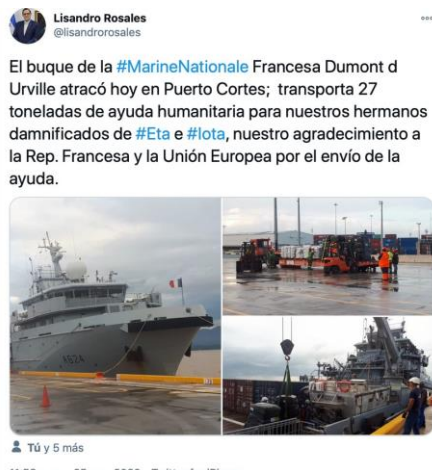 Lisandro Rosales
@lisandrorosales
El buque de la #MarineNationale Francesa Dumont d
Urville atracó hoy en Puerto Cortes; transporta 27
toneladas de ayuda humanitaria para nuestros hermanos
damnificados de #Eta e #Iota, nuestro agradecimiento a
la Rep. Francesa y la Unión Europea por el envío de la
ayuda.
A624
Tú y 5 más